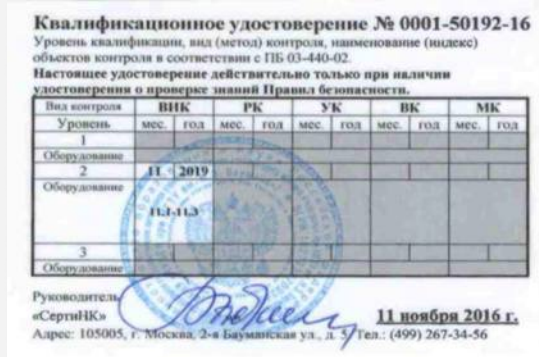 Квалификационное удостоверение № 0001-50192-16
Уровень квалификации, вид (метод) контроля, наименование (индекс)
объектов контроля в соответствии с ПБ 03-440-02.
Настоящее удостоверение действительно только при наличии
удостоверения о проверке знаний Правил безопасности.
Вид контроля ВИК РК УК ВК МК
Уровень мес. год мес. год мес. год мес. год мес. год
1
Оборудование
2 11 2019
Оборудование
11.1-11.3
3
Оборудование
Руководитель
«СертиНК» 11 ноября 2016 г.
Адрес: 105005, г. Москва, 2-я Бауманская ул., д. 5, Тел.: (499) 267-34-56